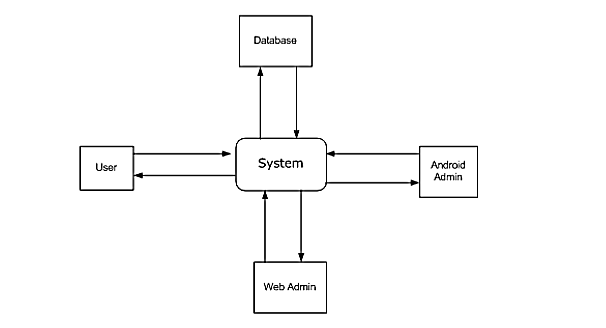 Database
User
System
Android
Admin
Web Admin